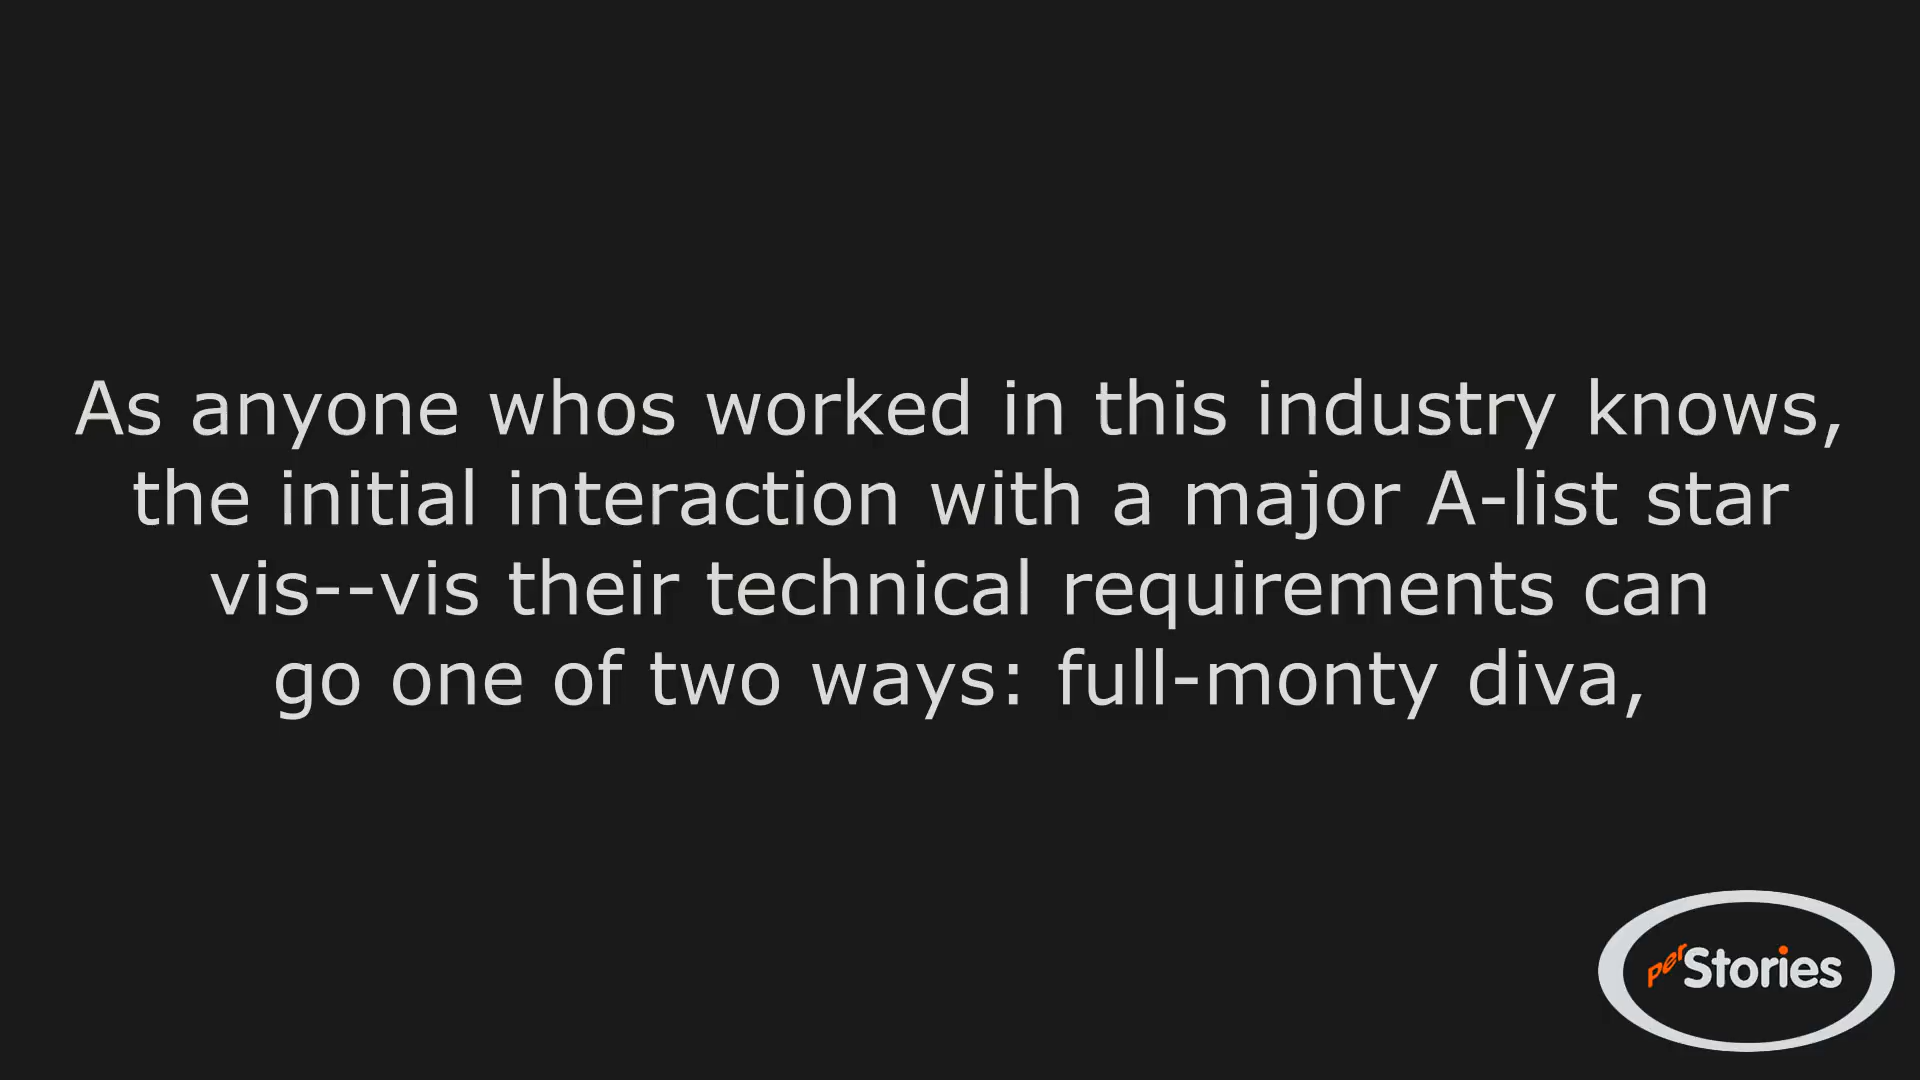 As anyone whos worked in this industry knows,
the initial interaction with a major A-list star
vis--vis their technical requirements can
go one of two ways: full-monty diva,
perStories